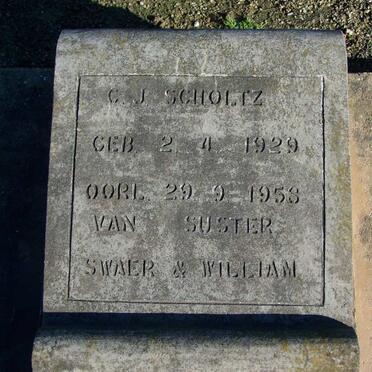 C. J. SCHOLTZ
GEB. 2. 4. 1929
OORL. 29. 9. 1958
VAN SUSTER
SWAER & WILLIAM